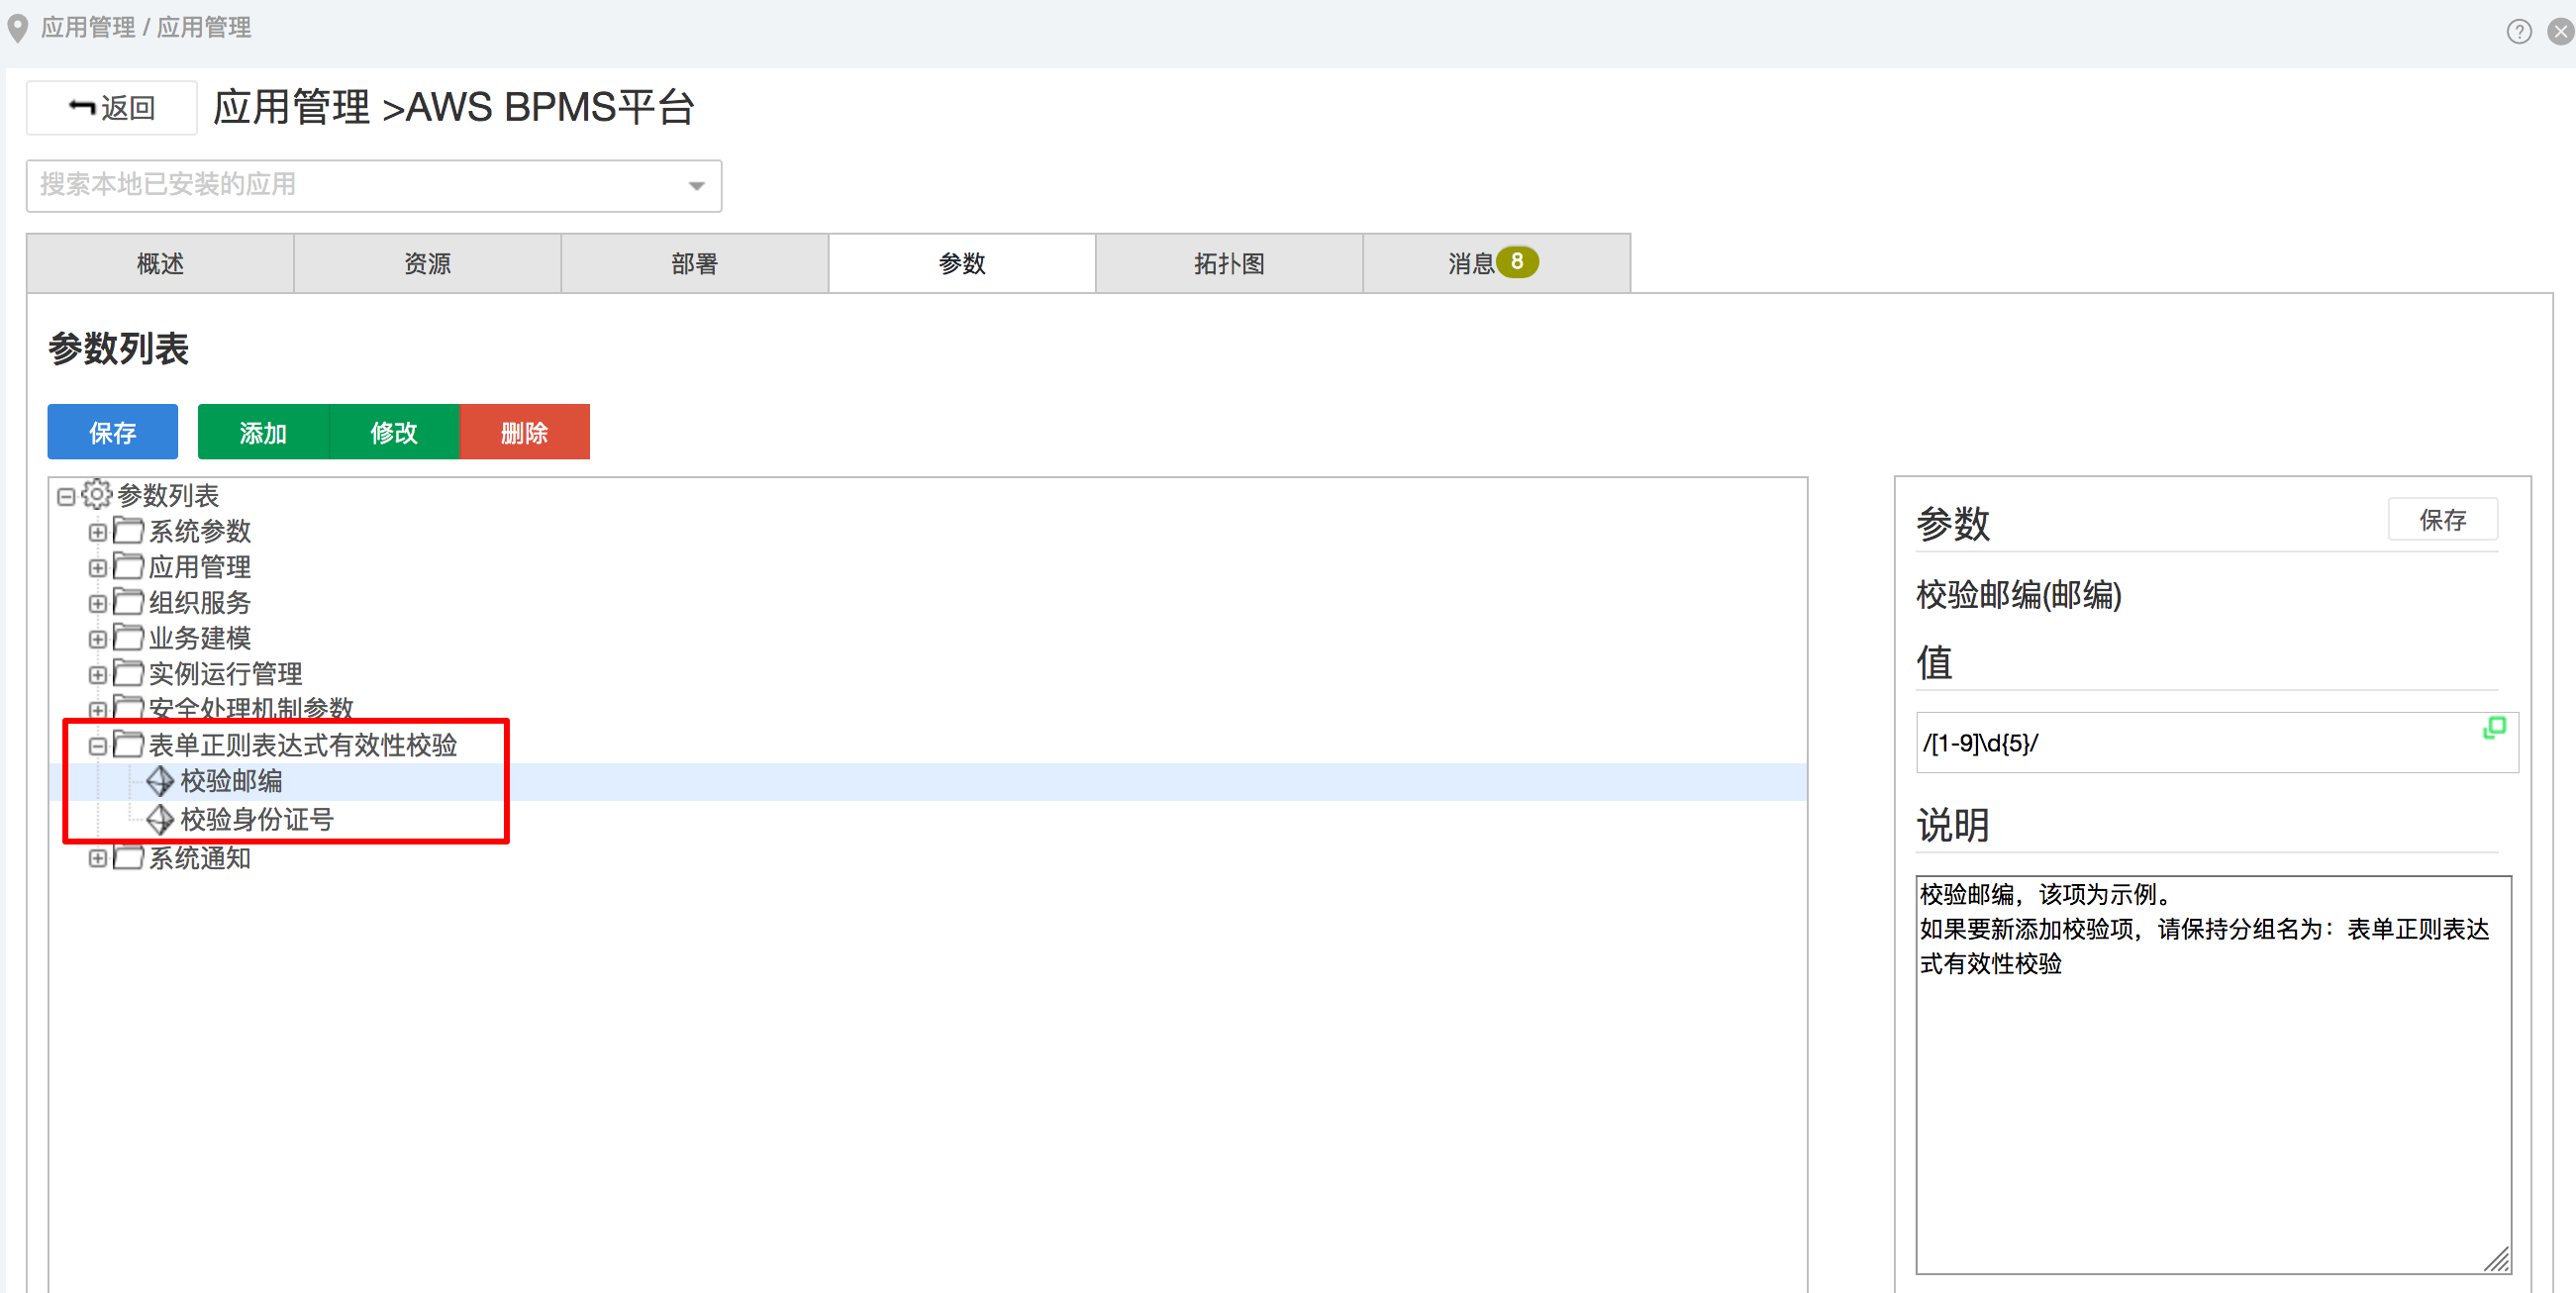 应用管理 / 应用管理
返回
应用管理 >AWS BPMS平台
搜索本地已安装的应用
概述
资源
部署
参数
拓扑图
消息 8
参数列表
保存
添加
修改
删除
参数列表
系统参数
应用管理
组织服务
业务建模
实例运行管理
安全处理机制参数
表单正则表达式有效性校验
校验邮编
校验身份证号
系统通知
参数
保存
校验邮编(邮编)
值
/[1-9]\d{5}/
说明
校验邮编，该项为示例。
如果要新添加校验项，请保持分组名为：表单正则表达
式有效性校验